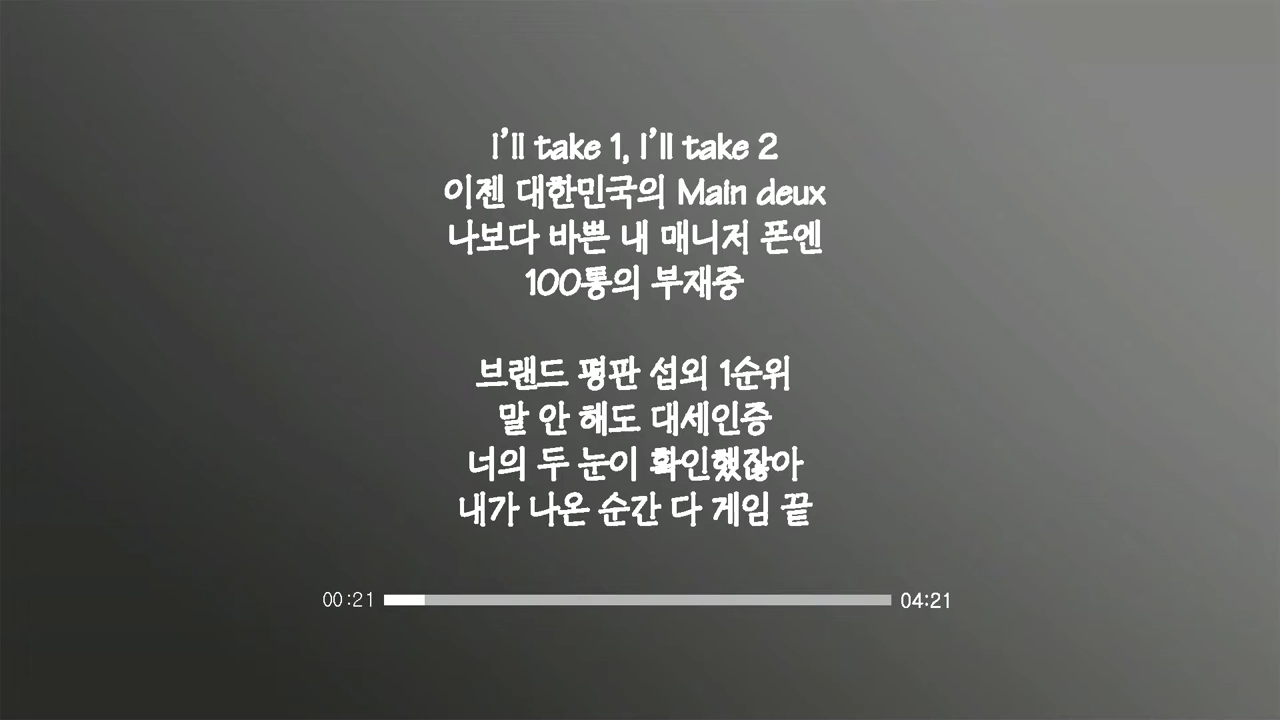 I'll take 1, I'll take 2
이젠 대한민국의 Main deux
나보다 바쁜 내 매니저 폰엔
100통의 부재중
브랜드 평판 섭외 1순위
말 안 해도 대세인증
너의 두 눈이 확인했잖아
내가 나온 순간 다 게임 끝
00:21 04:21